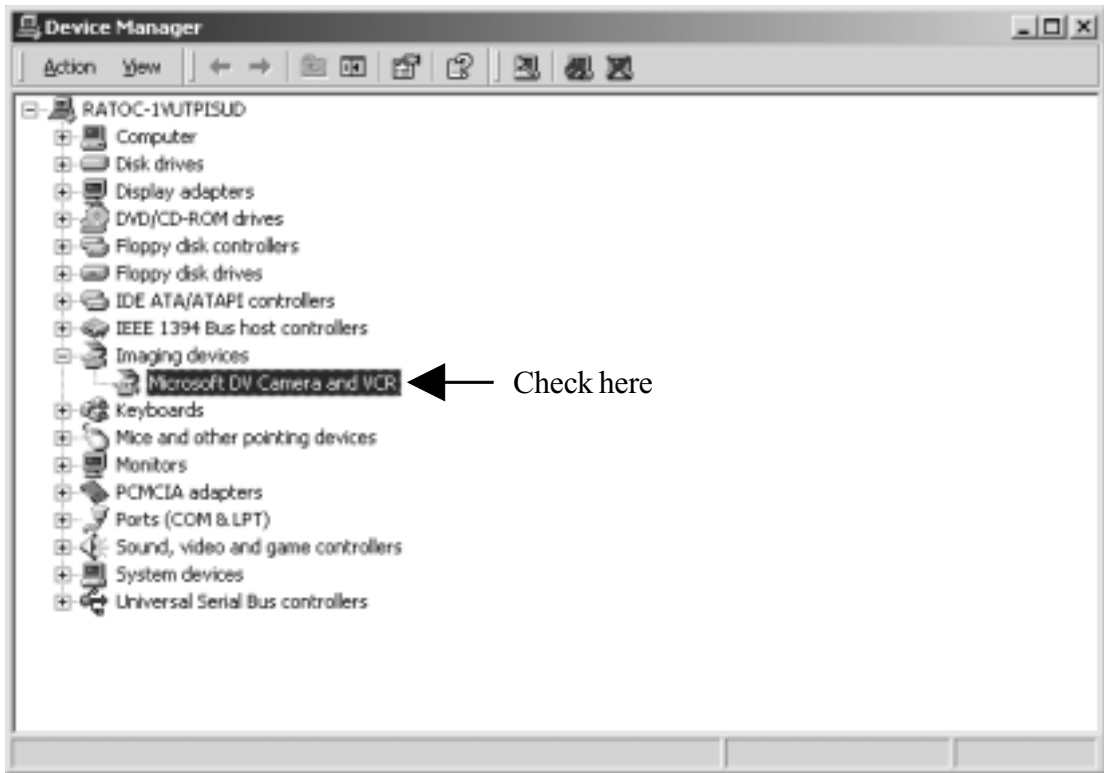 Device Manager
Action View
RATOC-1VUTPISUD
Computer
Disk drives
Display adapters
DVD/CD-ROM drives
Floppy disk controllers
Floppy disk drives
IDE ATA/ATAPI controllers
IEEE 1394 Bus host controllers
Imaging devices
Microsoft DV Camera and VCR
Check here
Keyboards
Mice and other pointing devices
Monitors
PCMCIA adapters
Ports (COM & LPT)
Sound, video and game controllers
System devices
Universal Serial Bus controllers